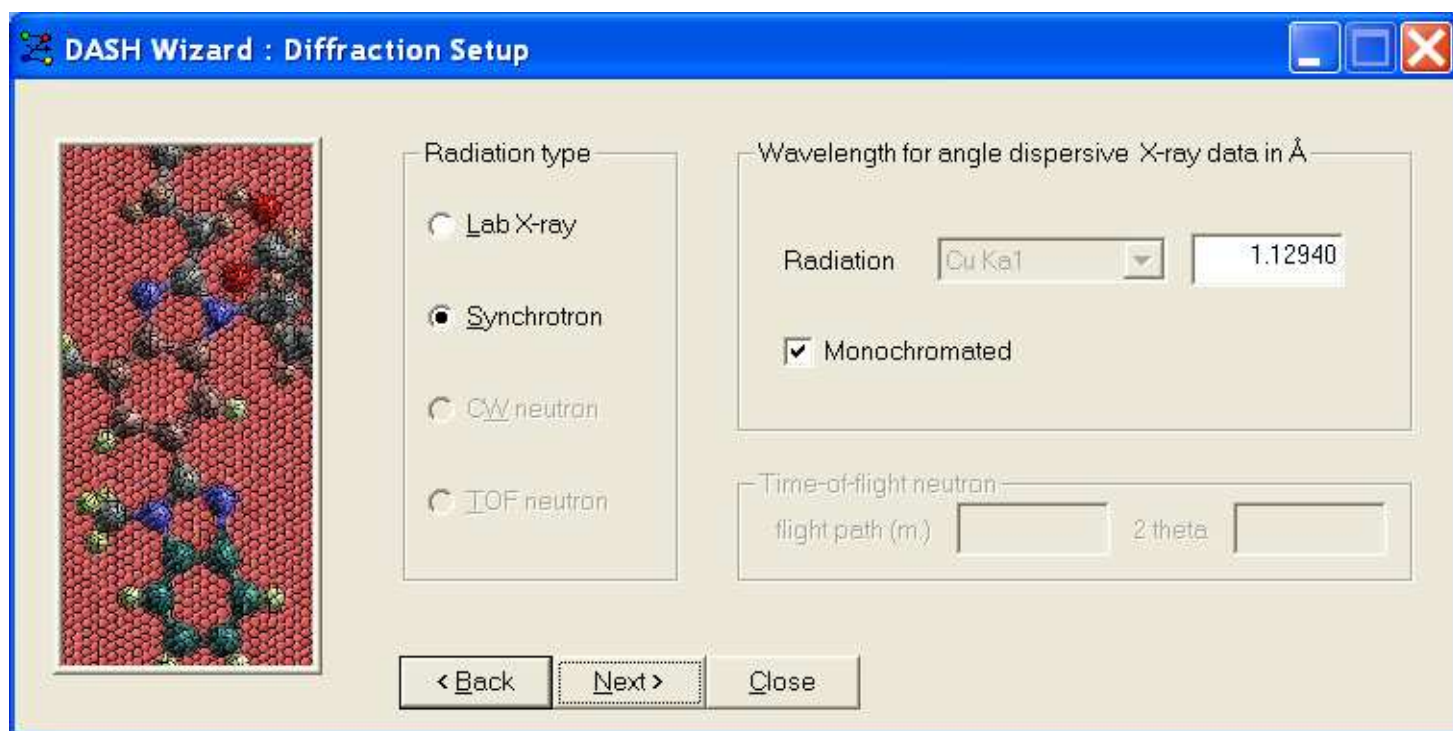 DASH Wizard : Diffraction Setup
Radiation type
Lab X-ray
Synchrotron
CW neutron
TOF neutron
Wavelength for angle dispersive X-ray data in Å
Radiation Cu Ka1 1.12940
Monochromated
Time-of-flight neutron
flight path (m.) 2 theta
< Back Next > Close